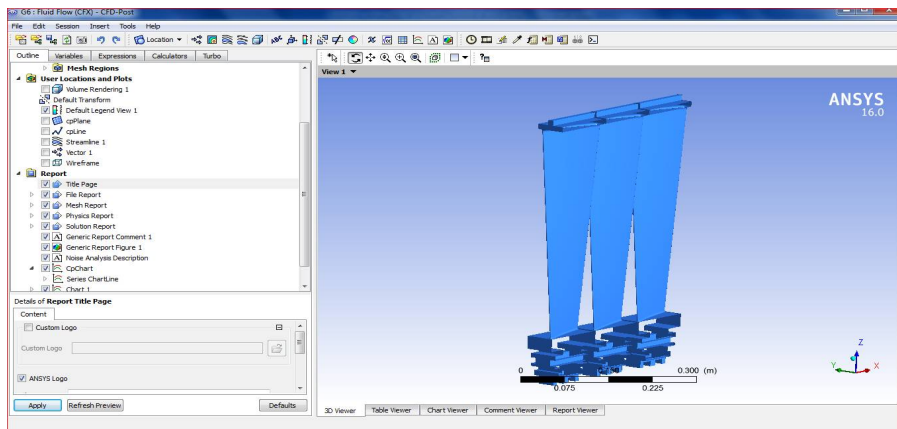 G6 : Fluid Flow (CFX) - CFD-Post
File Edit Session Insert Tools Help
Location
Outline Variables Expressions Calculators Turbo
Mesh Regions
User Locations and Plots
Volume Rendering 1
Default Transform
Default Legend View 1
cpPlane
cpLine
Streamline 1
Vector 1
Wireframe
Report
Title Page
File Report
Mesh Report
Physics Report
Solution Report
Generic Report Comment 1
Generic Report Figure 1
Noise Analysis Description
CpChart
Series ChartLine
Chart 1
Details of Report Title Page
Content
Custom Logo
Custom Logo
ANSYS Logo
Apply Refresh Preview Defaults
View 1
ANSYS
16.0
0 0.300 (m)
0.075 0.225
Z
Y X
3D Viewer Table Viewer Chart Viewer Comment Viewer Report Viewer